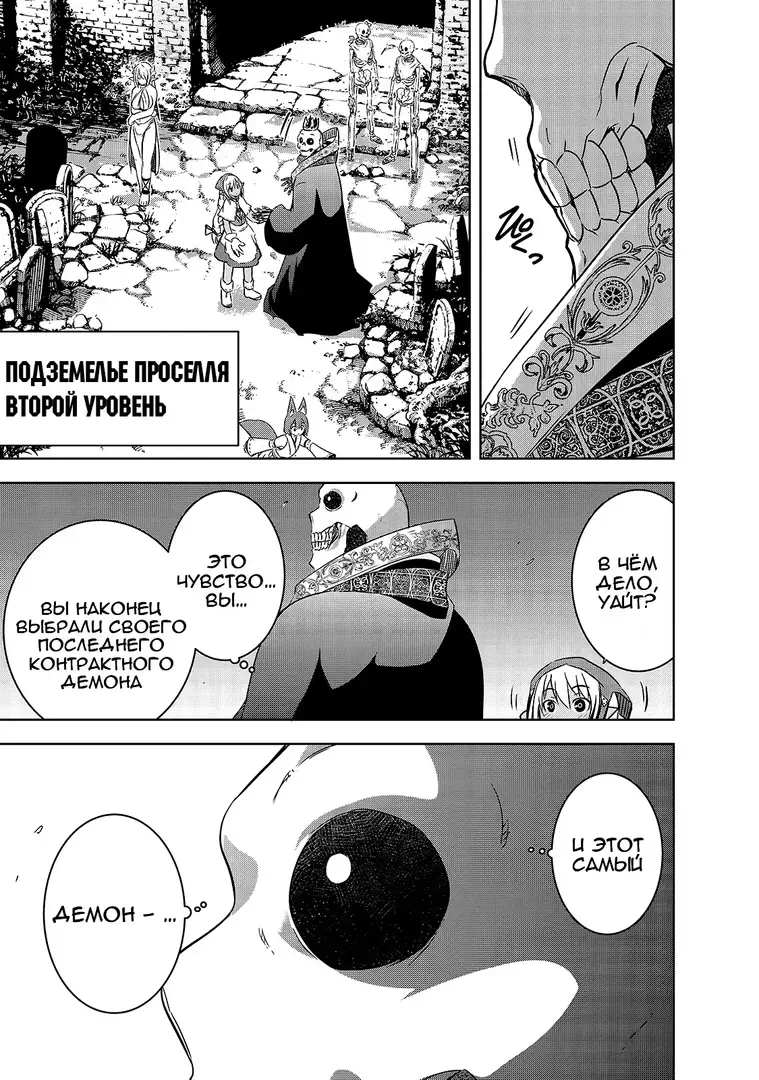 ПОДЗЕМЕЛЬЕ ПРОСЕЛЛЯ
ВТОРОЙ УРОВЕНЬ
В ЧЁМ
ДЕЛО,
УАЙТ?
ЭТО
ЧУВСТВО...
ВЫ...
ВЫ НАКОНЕЦ
ВЫБРАЛИ СВОЕГО
ПОСЛЕДНЕГО
КОНТРАКТНОГО
ДЕМОНА
И ЭТОТ
САМЫЙ
ДЕМОН – ...